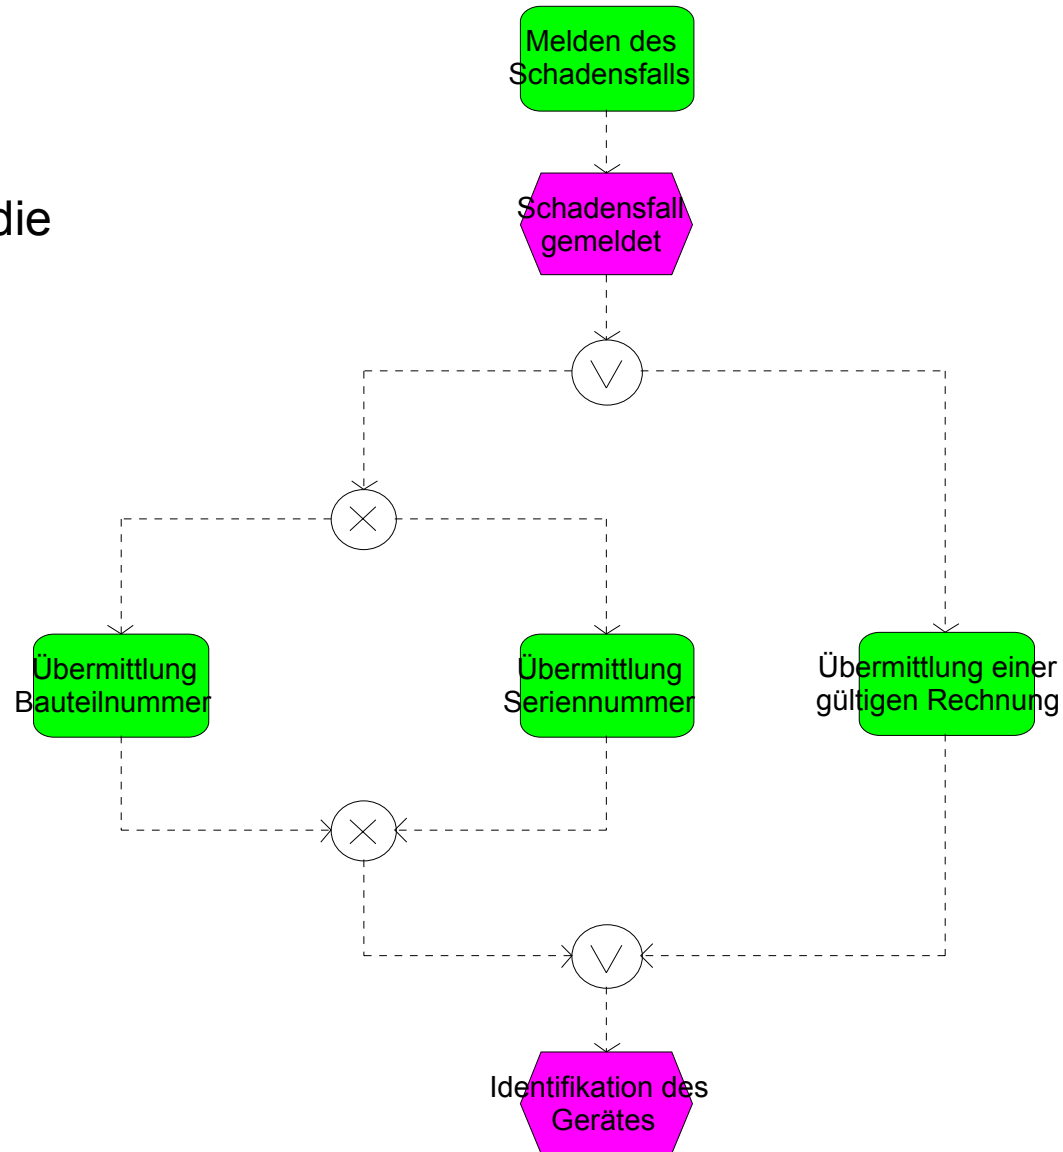 Melden des
Schadensfalls
die
Schadensfall
gemeldet
Übermittlung
Bauteilnummer
Übermittlung
Seriennummer
Übermittlung einer
gültigen Rechnung
Identifikation des
Gerätes